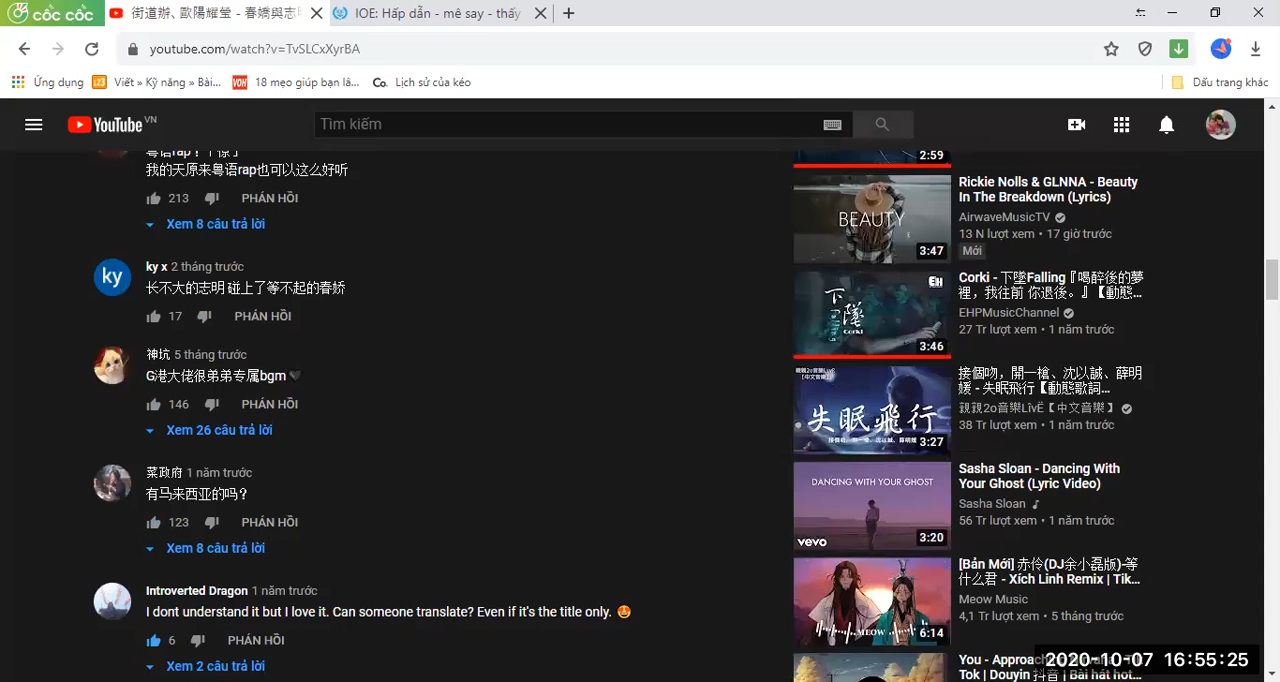 cốc cốc
街道辦、歐陽耀瑩 - 春嬌與志明
IOE: Hấp dẫn - mê say - thấy
youtube.com/watch?v=TvSLCxXyrBA
Ứng dụng
Viết » Kỹ năng » Bài...
VOH
18 mẹo giúp bạn lâ...
Co.
Lịch sử của kéo
Dấu trang khác
YouTube VN
Tìm kiếm
我的天原来粤语rap也可以这么好听
213 PHẢN HỒI
Xem 8 câu trả lời
ky
ky x 2 tháng trước
长不大的志明 碰上了等不起的春娇
17 PHẢN HỒI
神坑 5 tháng trước
G港大佬很弟弟专属bgm🖤
146 PHẢN HỒI
Xem 26 câu trả lời
菜政府 1 năm trước
有马来西亚的吗？
123 PHẢN HỒI
Xem 8 câu trả lời
Introverted Dragon 1 năm trước
I dont understand it but I love it. Can someone translate? Even if it's the title only. 🤩
6 PHẢN HỒI
Xem 2 câu trả lời
2:59
BEAUTY
3:47
Rickie Nolls & GLNNA - Beauty
In The Breakdown (Lyrics)
AirwaveMusicTV
13 N lượt xem • 17 giờ trước
Mới
下墜
Falling
Corki
EH
3:46
Corki - 下墜Falling『喝醉後的夢
裡，我往前 你退後。』【動態...
EHPMusicChannel
27 Tr lượt xem • 1 năm trước
失眠飛行
3:27
接個吻，開一槍、沈以誠、薛明
媛 - 失眠飛行【動態歌詞...
親親2o音樂LîvË【中文音樂】
38 Tr lượt xem • 1 năm trước
DANCING WITH YOUR GHOST
vevo
3:20
Sasha Sloan - Dancing With
Your Ghost (Lyric Video)
Sasha Sloan
56 Tr lượt xem • 1 năm trước
MEOW
6:14
[Bản Mới] 赤伶(DJ余小磊版)-等
什么君 - Xích Linh Remix | Tik...
Meow Music
4,1 Tr lượt xem • 5 tháng trước
You - Approaching
Tok | Douyin 抖音 | Bài hát hot...
2020-10-07 16:55:25